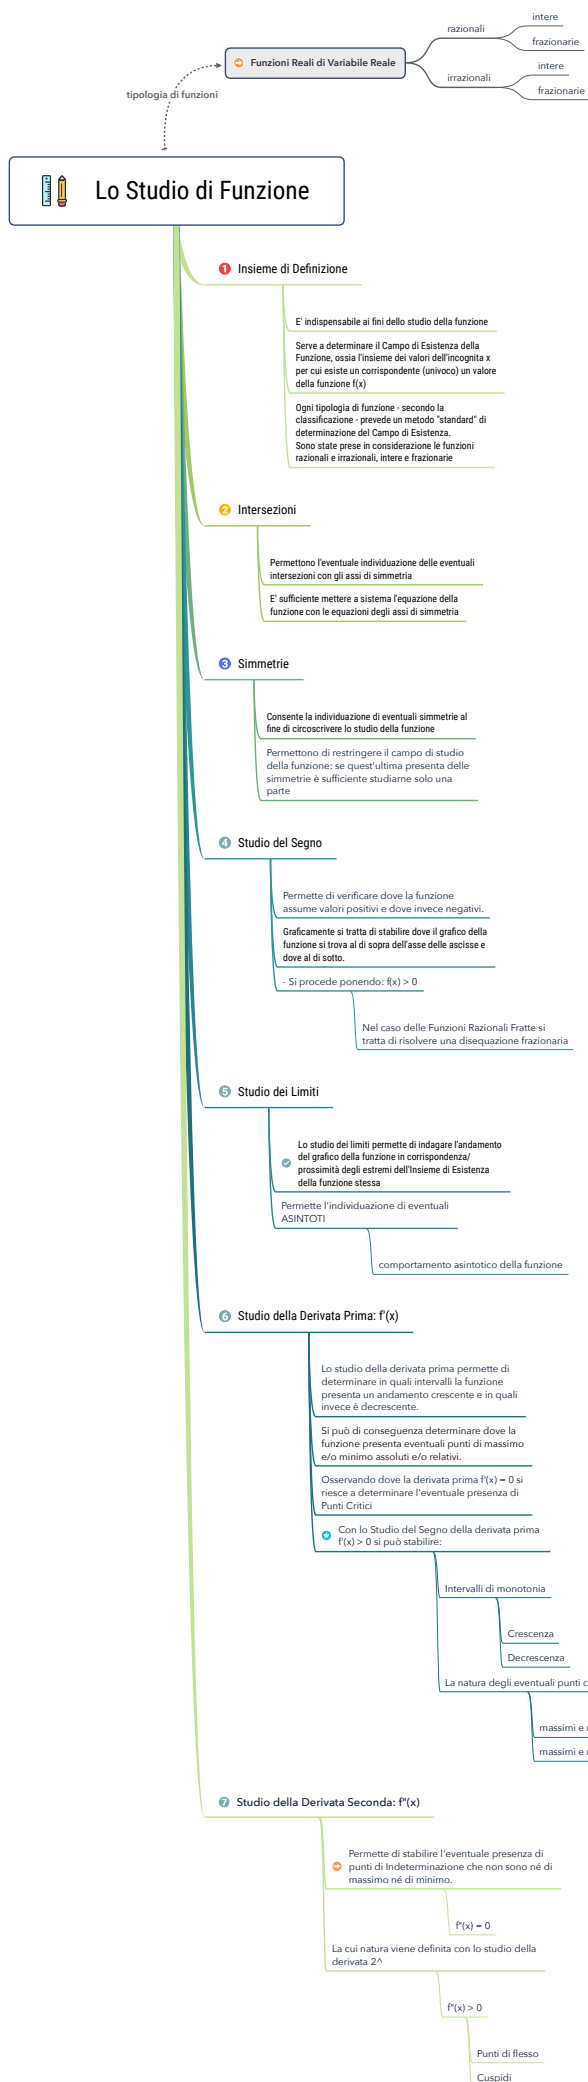 razionali
intere
frazionarie
Funzioni Reali di Variabile Reale
irrazionali
intere
frazionarie
tipologia di funzioni
Lo Studio di Funzione
1 Insieme di Definizione
E' indispensabile ai fini dello studio della funzione
Serve a determinare il Campo di Esistenza della
Funzione, ossia l'insieme dei valori dell'incognita x
per cui esiste un corrispondente (univoco) un valore
della funzione f(x)
Ogni tipologia di funzione - secondo la
classificazione - prevede un metodo "standard" di
determinazione del Campo di Esistenza.
Sono state prese in considerazione le funzioni
razionali e irrazionali, intere e frazionarie
2 Intersezioni
Permettono l'eventuale individuazione delle eventuali
intersezioni con gli assi di simmetria
E' sufficiente mettere a sistema l'equazione della
funzione con le equazioni degli assi di simmetria
3 Simmetrie
Consente la individuazione di eventuali simmetrie al
fine di circoscrivere lo studio della funzione
Permettono di restringere il campo di studio
della funzione: se quest'ultima presenta delle
simmetrie è sufficiente studiarne solo una
parte
4 Studio del Segno
Permette di verificare dove la funzione
assume valori positivi e dove invece negativi.
Graficamente si tratta di stabilire dove il grafico della
funzione si trova al di sopra dell'asse delle ascisse e
dove al di sotto.
- Si procede ponendo: f(x) > 0
Nel caso delle Funzioni Razionali Fratte si
tratta di risolvere una disequazione frazionaria
5 Studio dei Limiti
Lo studio dei limiti permette di indagare l'andamento
del grafico della funzione in corrispondenza/
prossimità degli estremi dell'Insieme di Esistenza
della funzione stessa
Permette l'individuazione di eventuali
ASINTOTI
comportamento asintotico della funzione
6 Studio della Derivata Prima: f'(x)
Lo studio della derivata prima permette di
determinare in quali intervalli la funzione
presenta un andamento crescente e in quali
invece è decrescente.
Si può di conseguenza determinare dove la
funzione presenta eventuali punti di massimo
e/o minimo assoluti e/o relativi.
Osservando dove la derivata prima f'(x) = 0 si
riesce a determinare l'eventuale presenza di
Punti Critici
Con lo Studio del Segno della derivata prima
f'(x) > 0 si può stabilire:
Intervalli di monotonia
Crescenza
Decrescenza
La natura degli eventuali punti c
massimi e
massimi e
7 Studio della Derivata Seconda: f"(x)
Permette di stabilire l'eventuale presenza di
punti di Indeterminazione che non sono né di
massimo né di minimo.
f"(x) = 0
La cui natura viene definita con lo studio della
derivata 2^
f"(x) > 0
Punti di flesso
Cuspidi